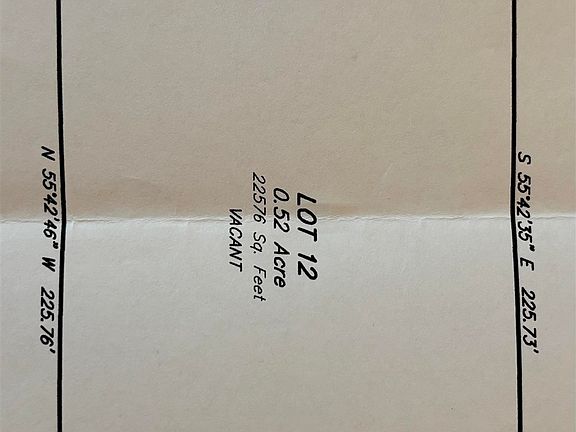 S 55°42'35" E 225.73'
LOT 12
0.52 Acre
22576 Sq. Feet
VACANT
N 55°42'46" W 225.76'